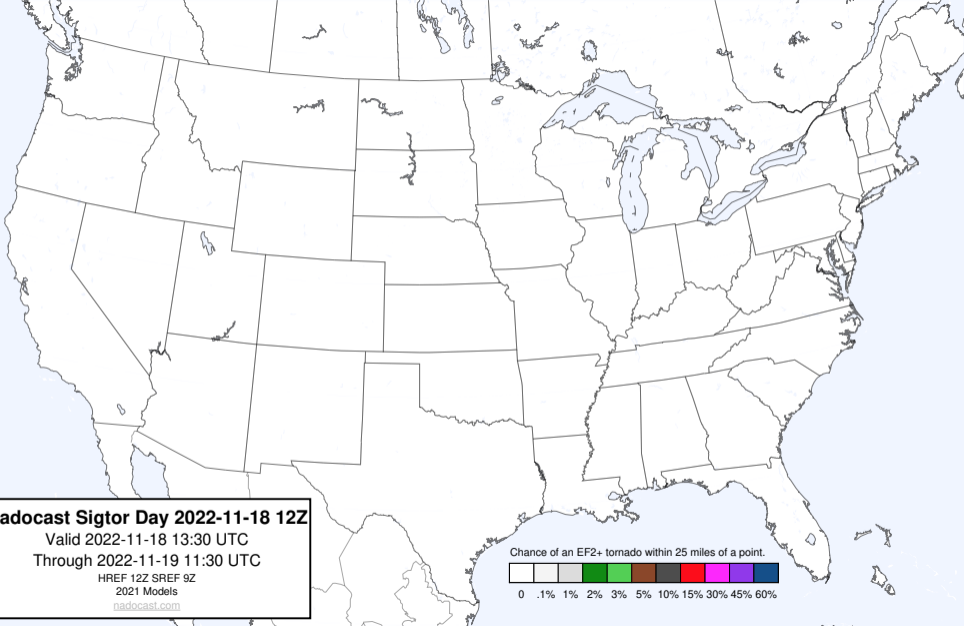 adocast Sigtor Day 2022-11-18 12Z
Valid 2022-11-18 13:30 UTC
Through 2022-11-19 11:30 UTC
HREF 12Z SREF 9Z
2021 Models
nadocast.com
Chance of an EF2+ tornado within 25 miles of a point.
0 .1% 1% 2% 3% 5% 10% 15% 30% 45% 60%